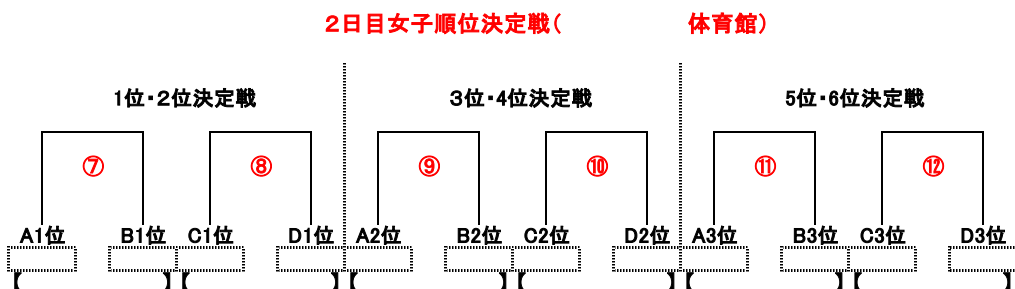 2日目女子順位決定戦(　　　　　体育館)
1位・2位決定戦
3位・4位決定戦
5位・6位決定戦
⑦
⑧
⑨
⑩
⑪
⑫
A1位
B1位
C1位
D1位
A2位
B2位
C2位
D2位
A3位
B3位
C3位
D3位